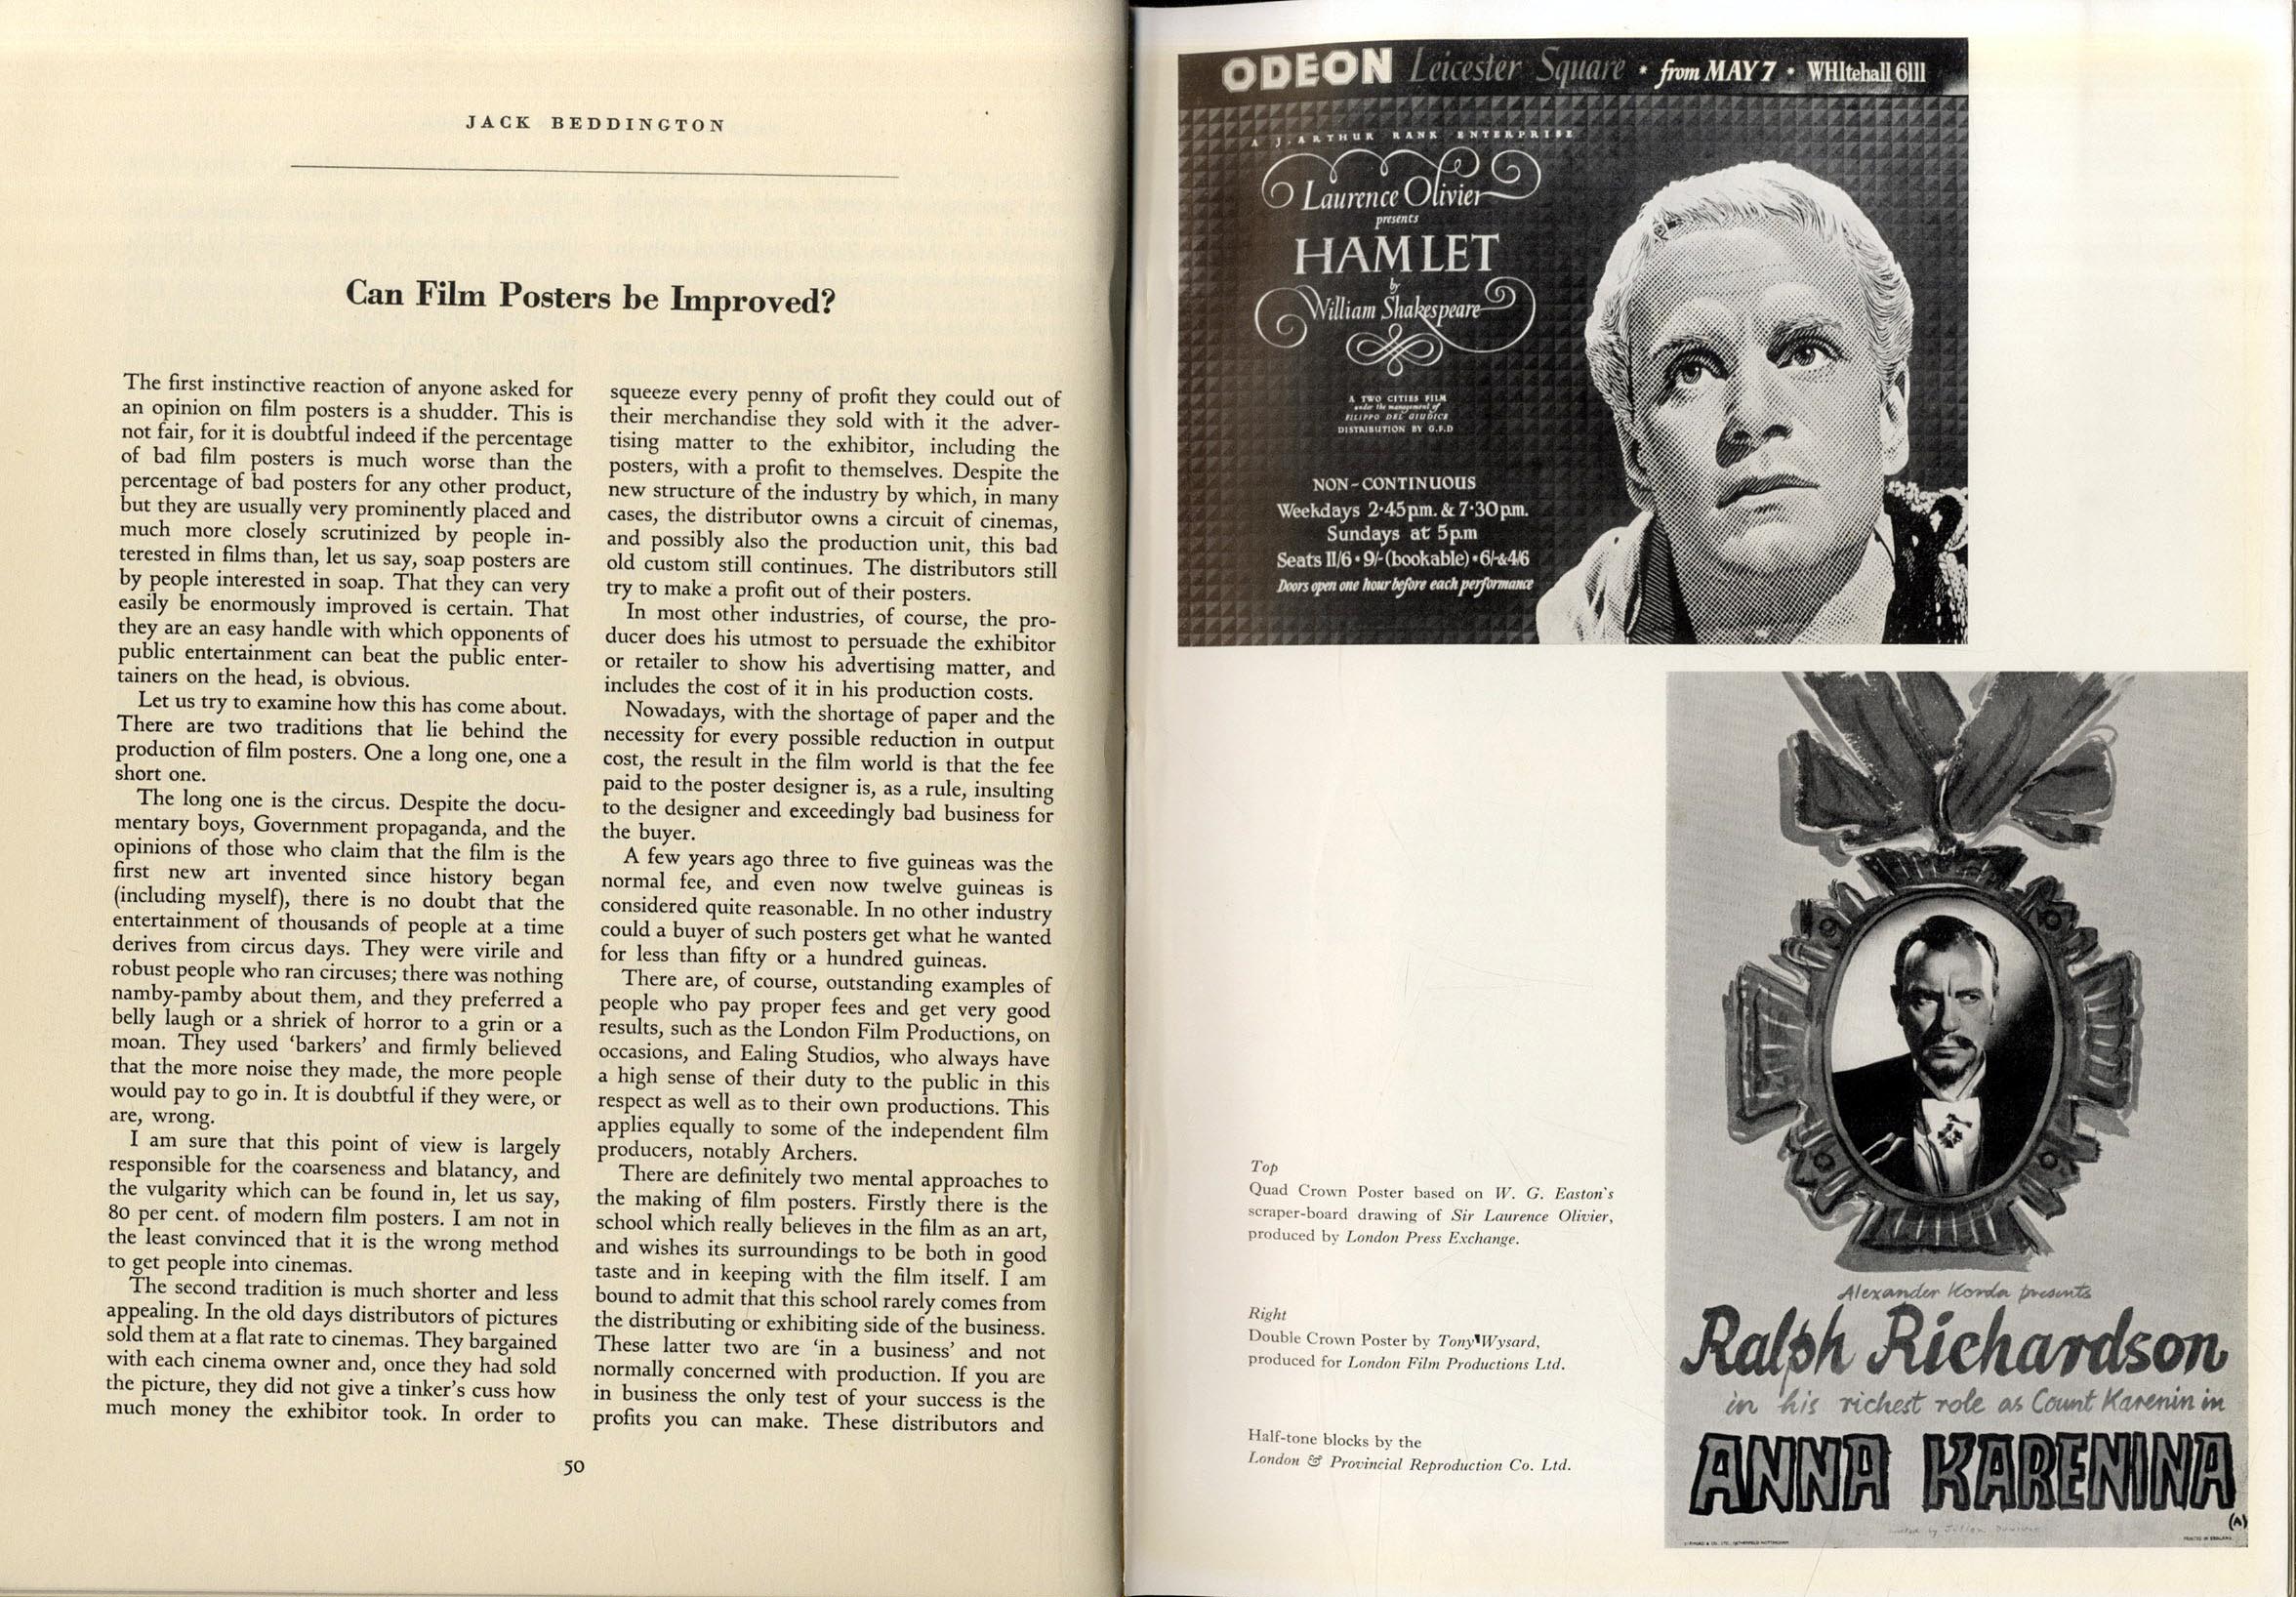 JACK BEDDINGTON
Can Film Posters be Improved?
The first instinctive reaction of anyone asked for
an opinion on film posters is a shudder. This is
not fair, for it is doubtful indeed if the percentage
of bad film posters is much worse than the
percentage of bad posters for any other product,
but they are usually very prominently placed and
much more closely scrutinized by people in-
terested in films than, let us say, soap posters are
by people interested in soap. That they can very
easily be enormously improved is certain. That
they are an easy handle with which opponents of
public entertainment can beat the public enter-
tainers on the head, is obvious.
Let us try to examine how this has come about.
There are two traditions that lie behind the
production of film posters. One a long one, one a
short one.
The long one is the circus. Despite the docu-
mentary boys, Government propaganda, and the
opinions of those who claim that the film is the
first new art invented since history began
(including myself), there is no doubt that the
entertainment of thousands of people at a time
derives from circus days. They were virile and
robust people who ran circuses; there was nothing
namby-pamby about them, and they preferred a
belly laugh or a shriek of horror to a grin or a
moan. They used ‘barkers’ and firmly believed
that the more noise they made, the more people
would pay to go in. It is doubtful if they were, or
are, wrong.
I am sure that this point of view is largely
responsible for the coarseness and blatancy, and
the vulgarity which can be found in, let us say,
80 per cent. of modern film posters. I am not in
the least convinced that it is the wrong method
to get people into cinemas.
The second tradition is much shorter and less
appealing. In the old days distributors of pictures
sold them at a flat rate to cinemas. They bargained
with each cinema owner and, once they had sold
the picture, they did not give a tinker's cuss how
much money the exhibitor took. In order to
squeeze every penny of profit they could out of
their merchandise they sold with it the adver-
tising matter to the exhibitor, including the
posters, with a profit to themselves. Despite the
new structure of the industry by which, in many
cases, the distributor owns a circuit of cinemas,
and possibly also the production unit, this bad
old custom still continues. The distributors still
try to make a profit out of their posters.
In most other industries, of course, the pro-
ducer does his utmost to persuade the exhibitor
or retailer to show his advertising matter, and
includes the cost of it in his production costs.
Nowadays, with the shortage of paper and the
necessity for every possible reduction in output
cost, the result in the film world is that the fee
paid to the poster designer is, as a rule, insulting
to the designer and exceedingly bad business for
the buyer.
A few years ago three to five guineas was the
normal fee, and even now twelve guineas is
considered quite reasonable. In no other industry
could a buyer of such posters get what he wanted
for less than fifty or a hundred guineas.
There are, of course, outstanding examples of
people who pay proper fees and get very good
results, such as the London Film Productions, on
occasions, and Ealing Studios, who always have
a high sense of their duty to the public in this
respect as well as to their own productions. This
applies equally to some of the independent film
producers, notably Archers.
There are definitely two mental approaches to
the making of film posters. Firstly there is the
school which really believes in the film as an art,
and wishes its surroundings to be both in good
taste and in keeping with the film itself. I am
bound to admit that this school rarely comes from
the distributing or exhibiting side of the business.
These latter two are ‘in a business’ and not
normally concerned with production. If you are
in business the only test of your success is the
profits you can make. These distributors and
50
ODEON Leicester Square * from MAY 7 * WHItehall 6111
A J. ARTHUR RANK ENTERPRISE
Laurence Olivier
presents
HAMLET
by
William Shakespeare
A TWO CITIES FILM
under the management of
FILIPPO DEL GIUDICE
DISTRIBUTION BY G.F.D
NON-CONTINUOUS
Weekdays 2·45pm. & 7·30pm.
Sundays at 5pm
Seats 11/6 • 9/- (bookable) • 6/- & 4/6
Doors open one hour before each performance
Top
Quad Crown Poster based on W. G. Easton's
scraper-board drawing of Sir Laurence Olivier,
produced by London Press Exchange.
Right
Double Crown Poster by Tony Wysard,
produced for London Film Productions Ltd.
Half-tone blocks by the
London & Provincial Reproduction Co. Ltd.
Alexander Korda presents
Ralph Richardson
in his richest role as Count Karenin in
ANNA KARENINA
(A)
PRINTED IN ENGLAND